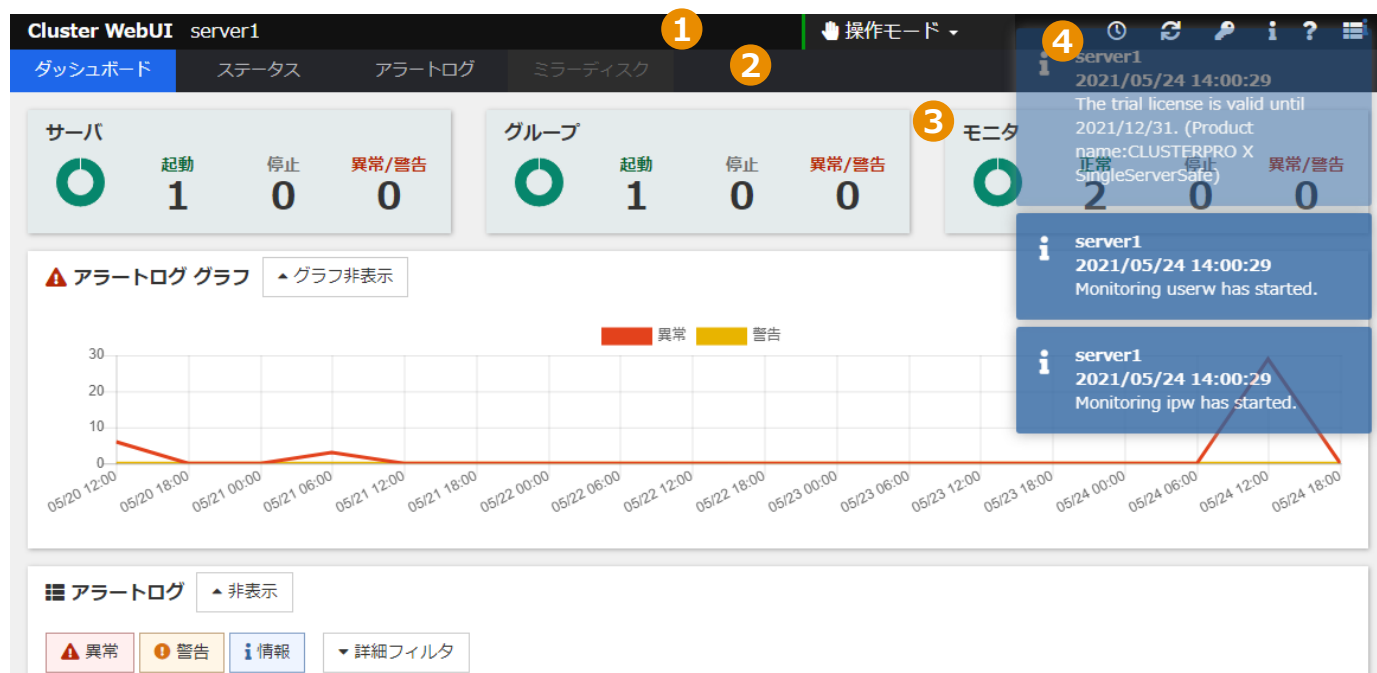 Cluster WebUI server1
1
操作モード
ダッシュボード ステータス アラートログ ミラーディスク
2
3
4
サーバ
起動 停止 異常/警告
1 0 0
グループ
起動 停止 異常/警告
1 0 0
モニタ
正常 停止 異常/警告
2 0 0
server1
2021/05/24 14:00:29
The trial license is valid until
2021/12/31. (Product
name:CLUSTERPRO X
SingleServerSafe)
server1
2021/05/24 14:00:29
Monitoring userw has started.
server1
2021/05/24 14:00:29
Monitoring ipw has started.
アラートログ グラフ グラフ非表示
異常 警告
30
20
10
0
05/20 12:00 05/20 18:00 05/21 00:00 05/21 06:00 05/21 12:00 05/21 18:00 05/22 00:00 05/22 06:00 05/22 12:00 05/22 18:00 05/23 00:00 05/23 06:00 05/23 12:00 05/23 18:00 05/24 00:00 05/24 06:00 05/24 12:00 05/24 18:00
アラートログ 非表示
異常 警告 情報 詳細フィルタ